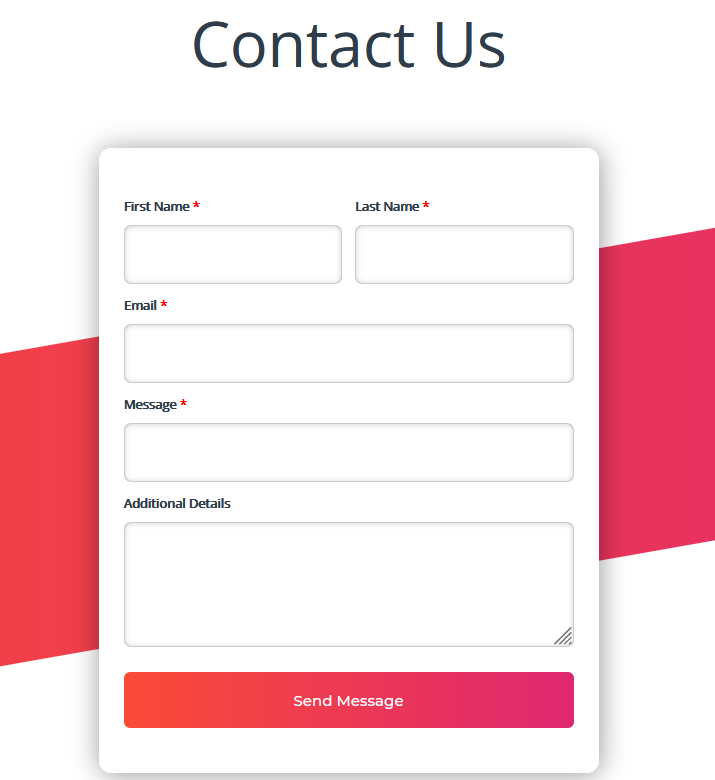 Contact Us
First Name * Last Name *
Email *
Message *
Additional Details
Send Message